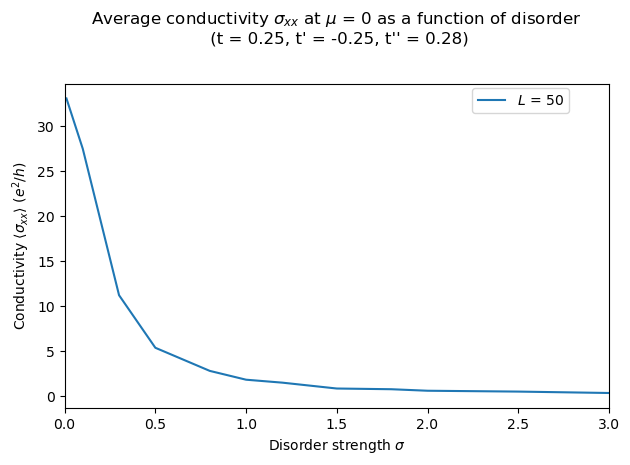 Average conductivity σxx at μ = 0 as a function of disorder
(t = 0.25, t' = -0.25, t'' = 0.28)
L = 50
Conductivity ⟨σxx⟩ (e²/h)
30
25
20
15
10
5
0
0.0 0.5 1.0 1.5 2.0 2.5 3.0
Disorder strength σ